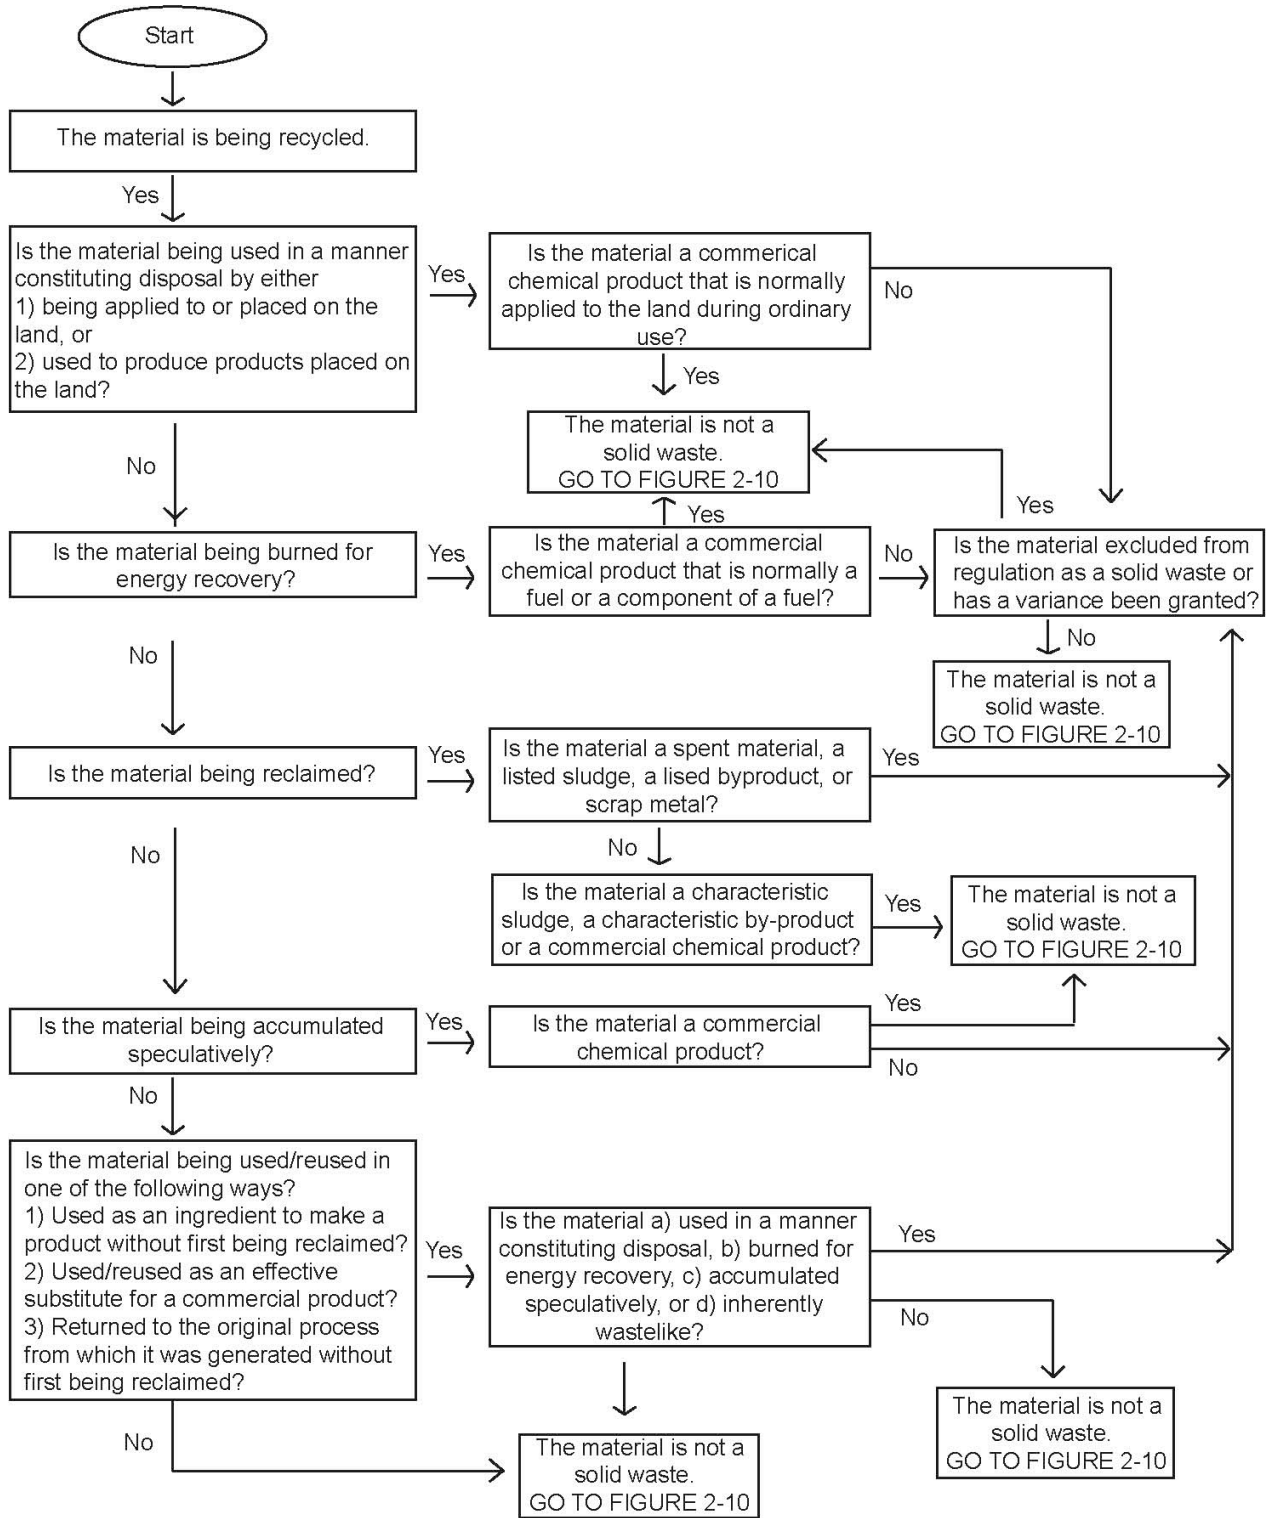 Start
The material is being recycled.
Yes
Is the material being used in a manner
constituting disposal by either
1) being applied to or placed on the
land, or
2) used to produce products placed on
the land?
Yes
Is the material a commerical
chemical product that is normally
applied to the land during ordinary
use?
No
Yes
The material is not a
solid waste.
GO TO FIGURE 2-10
No
Yes
Yes
Is the material being burned for
energy recovery?
Yes
Is the material a commercial
chemical product that is normally a
fuel or a component of a fuel?
No
Is the material excluded from
regulation as a solid waste or
has a variance been granted?
No
The material is not a
solid waste.
GO TO FIGURE 2-10
No
Is the material being reclaimed?
Yes
Is the material a spent material, a
listed sludge, a lised byproduct, or
scrap metal?
Yes
No
No
Is the material a characteristic
sludge, a characteristic by-product
or a commercial chemical product?
Yes
The material is not a
solid waste.
GO TO FIGURE 2-10
Is the material being accumulated
speculatively?
Yes
Is the material a commercial
chemical product?
Yes
No
No
Is the material being used/reused in
one of the following ways?
1) Used as an ingredient to make a
product without first being reclaimed?
2) Used/reused as an effective
substitute for a commercial product?
3) Returned to the original process
from which it was generated without
first being reclaimed?
Yes
Is the material a) used in a manner
constituting disposal, b) burned for
energy recovery, c) accumulated
speculatively, or d) inherently
wastelike?
Yes
No
The material is not a
solid waste.
GO TO FIGURE 2-10
No
The material is not a
solid waste.
GO TO FIGURE 2-10